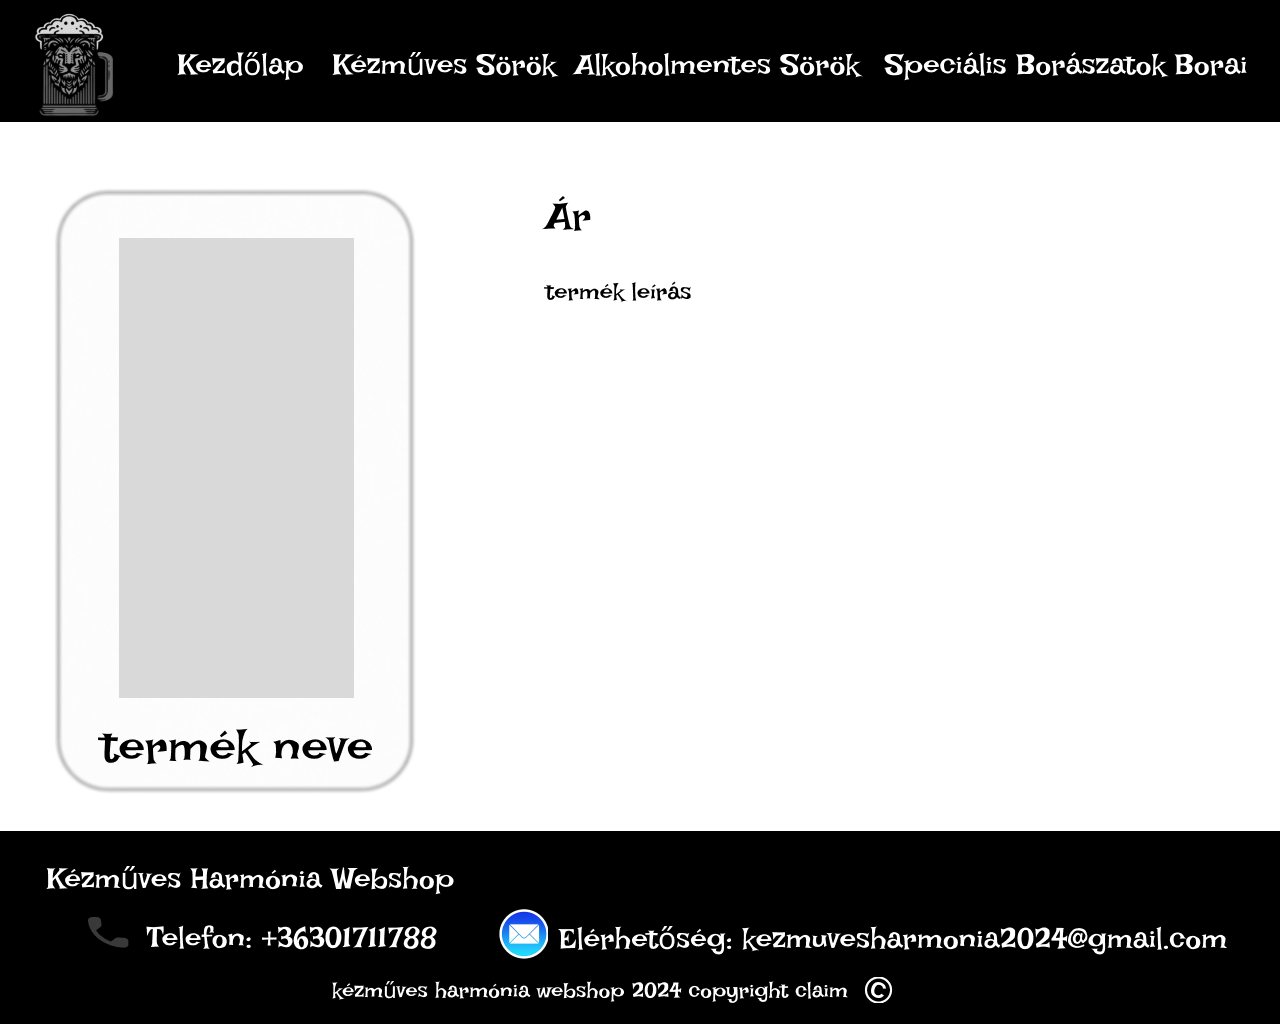 Kezdőlap Kézműves Sörök Alkoholmentes Sörök Speciális Borászatok Borai
Ár
termék leírás
termék neve
Kézműves Harmónia Webshop
Telefon: +36301711788 Elérhetőség: kezmuvesharmonia2024@gmail.com
kézműves harmónia webshop 2024 copyright claim ©